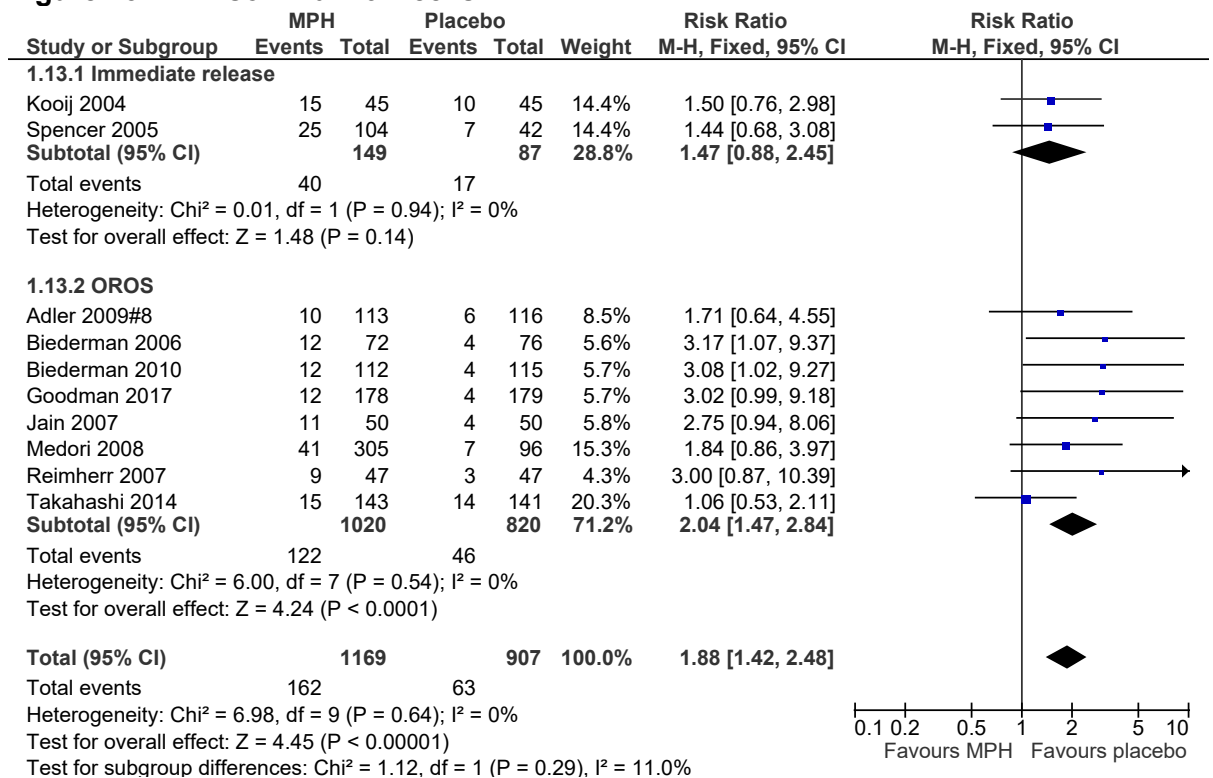 MPH Placebo Risk Ratio Risk Ratio
Study or Subgroup Events Total Events Total Weight M-H, Fixed, 95% CI M-H, Fixed, 95% CI
1.13.1 Immediate release
Kooij 2004 15 45 10 45 14.4% 1.50 [0.76, 2.98]
Spencer 2005 25 104 7 42 14.4% 1.44 [0.68, 3.08]
Subtotal (95% CI) 149 87 28.8% 1.47 [0.88, 2.45]
Total events 40 17
Heterogeneity: Chi² = 0.01, df = 1 (P = 0.94); I² = 0%
Test for overall effect: Z = 1.48 (P = 0.14)
1.13.2 OROS
Adler 2009#8 10 113 6 116 8.5% 1.71 [0.64, 4.55]
Biederman 2006 12 72 4 76 5.6% 3.17 [1.07, 9.37]
Biederman 2010 12 112 4 115 5.7% 3.08 [1.02, 9.27]
Goodman 2017 12 178 4 179 5.7% 3.02 [0.99, 9.18]
Jain 2007 11 50 4 50 5.8% 2.75 [0.94, 8.06]
Medori 2008 41 305 7 96 15.3% 1.84 [0.86, 3.97]
Reimherr 2007 9 47 3 47 4.3% 3.00 [0.87, 10.39]
Takahashi 2014 15 143 14 141 20.3% 1.06 [0.53, 2.11]
Subtotal (95% CI) 1020 820 71.2% 2.04 [1.47, 2.84]
Total events 122 46
Heterogeneity: Chi² = 6.00, df = 7 (P = 0.54); I² = 0%
Test for overall effect: Z = 4.24 (P < 0.0001)
Total (95% CI) 1169 907 100.0% 1.88 [1.42, 2.48]
Total events 162 63
Heterogeneity: Chi² = 6.98, df = 9 (P = 0.64); I² = 0%
Test for overall effect: Z = 4.45 (P < 0.00001)
Test for subgroup differences: Chi² = 1.12, df = 1 (P = 0.29), I² = 11.0%
0.1 0.2 0.5 1 2 5 10
Favours MPH Favours placebo